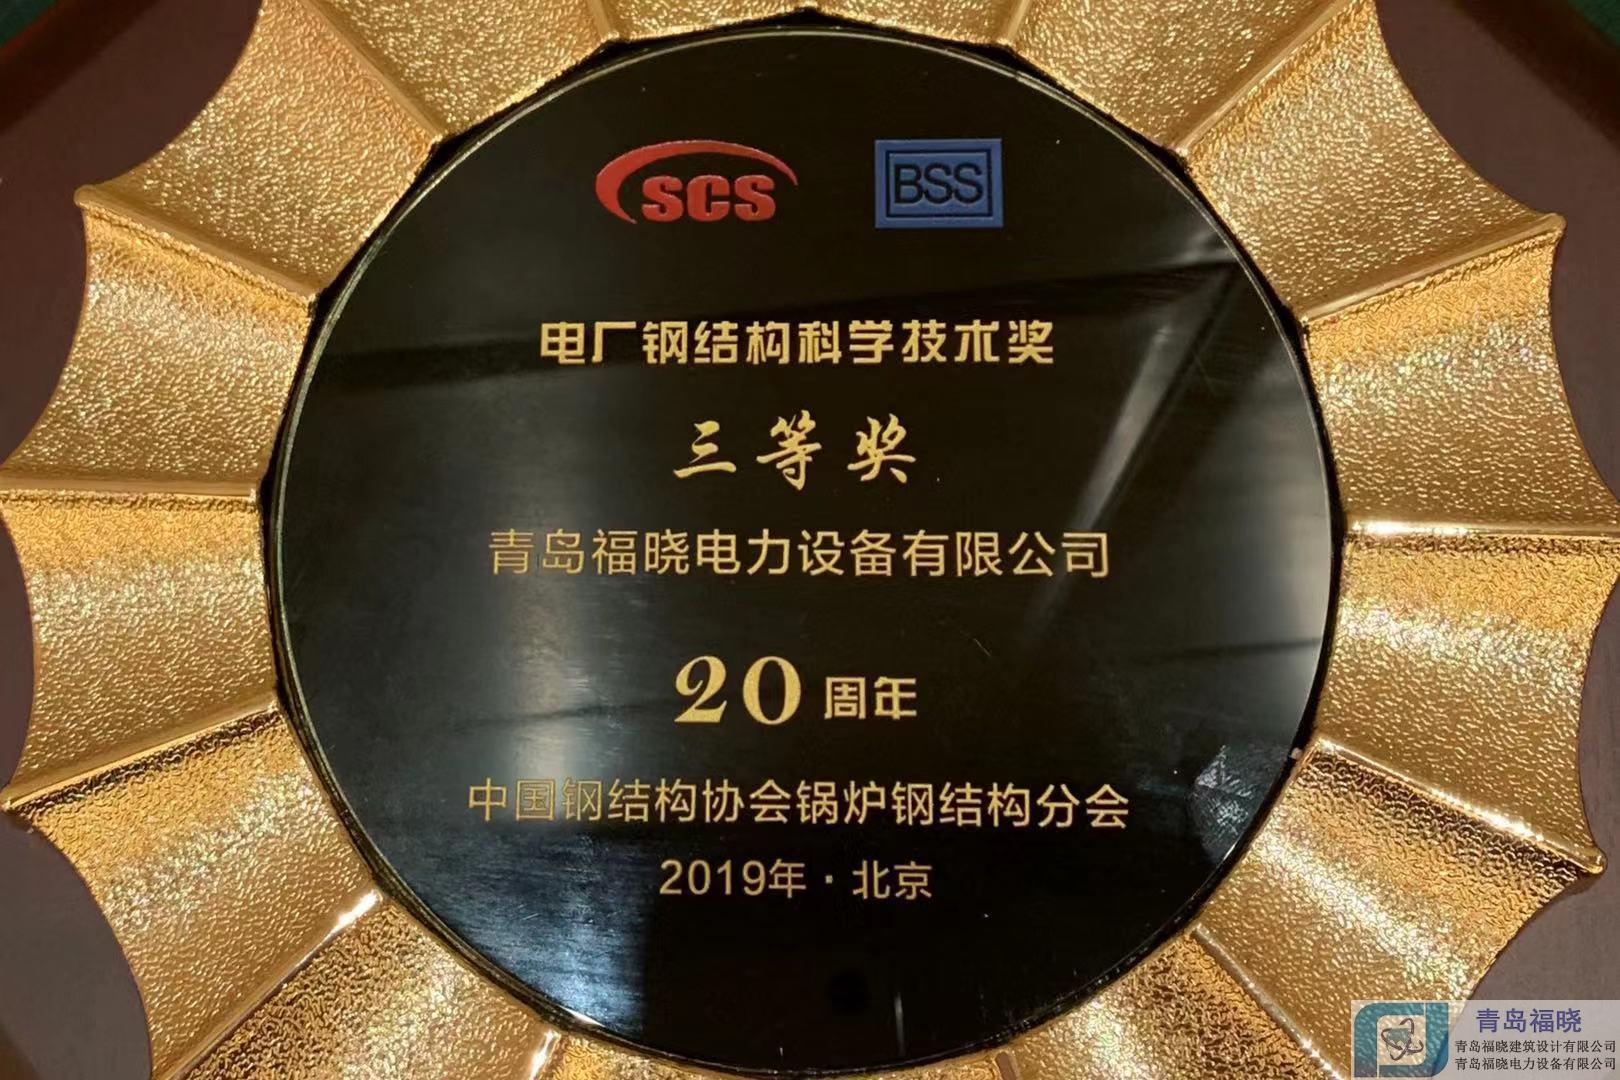 SCS BSS
电厂钢结构科学技术奖
三等奖
青岛福晓电力设备有限公司
20周年
中国钢结构协会锅炉钢结构分会
2019年·北京
青岛福晓
青岛福晓建筑设计有限公司
青岛福晓电力设备有限公司